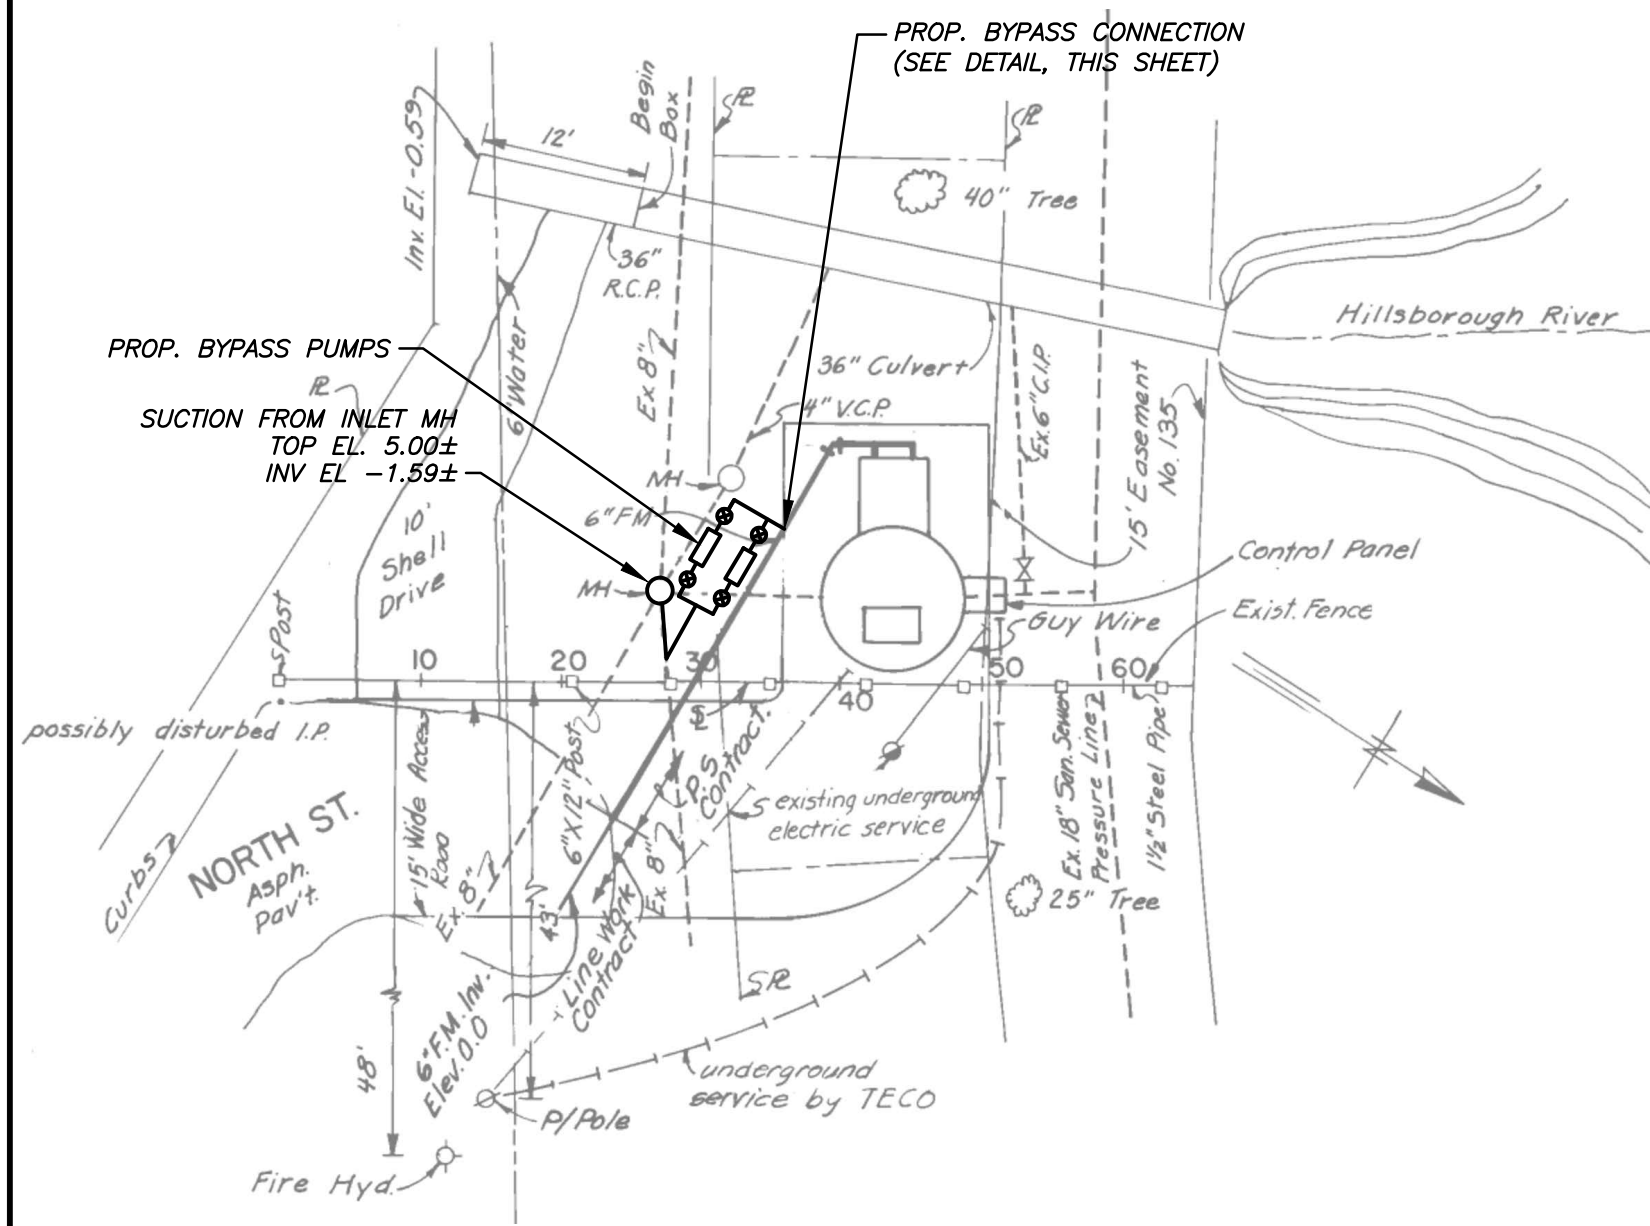 PROP. BYPASS CONNECTION
(SEE DETAIL, THIS SHEET)
Inv. El. -0.59
12'
Begin
Box
PL
PL
40" Tree
36"
R.C.P.
Hillsborough River
PROP. BYPASS PUMPS
PL
6" Water
Ex. 8"
36" Culvert
Ex. 6" C.I.P.
15' Easement
No. 135
SUCTION FROM INLET MH
TOP EL. 5.00±
INV EL -1.59±
4" V.C.P.
MH
6" FM
10'
Shell
Drive
MH
Control Panel
Exist. Fence
Guy Wire
Post
10
20
30
40
50
60
possibly disturbed I.P.
15' Wide Access
Road
6"X12" Post
P.S.
Contract
existing underground
electric service
Ex. 18" San. Sewer
Pressure Line
1½" Steel Pipe
NORTH ST.
Asph.
Pav't.
Curbs
Ex. 8"
43'
Ex. 8"
Line Work
Contract
25" Tree
PL
6" F.M. Inv.
Elev. 0.0
48'
underground
service by TECO
P/Pole
Fire Hyd.
N